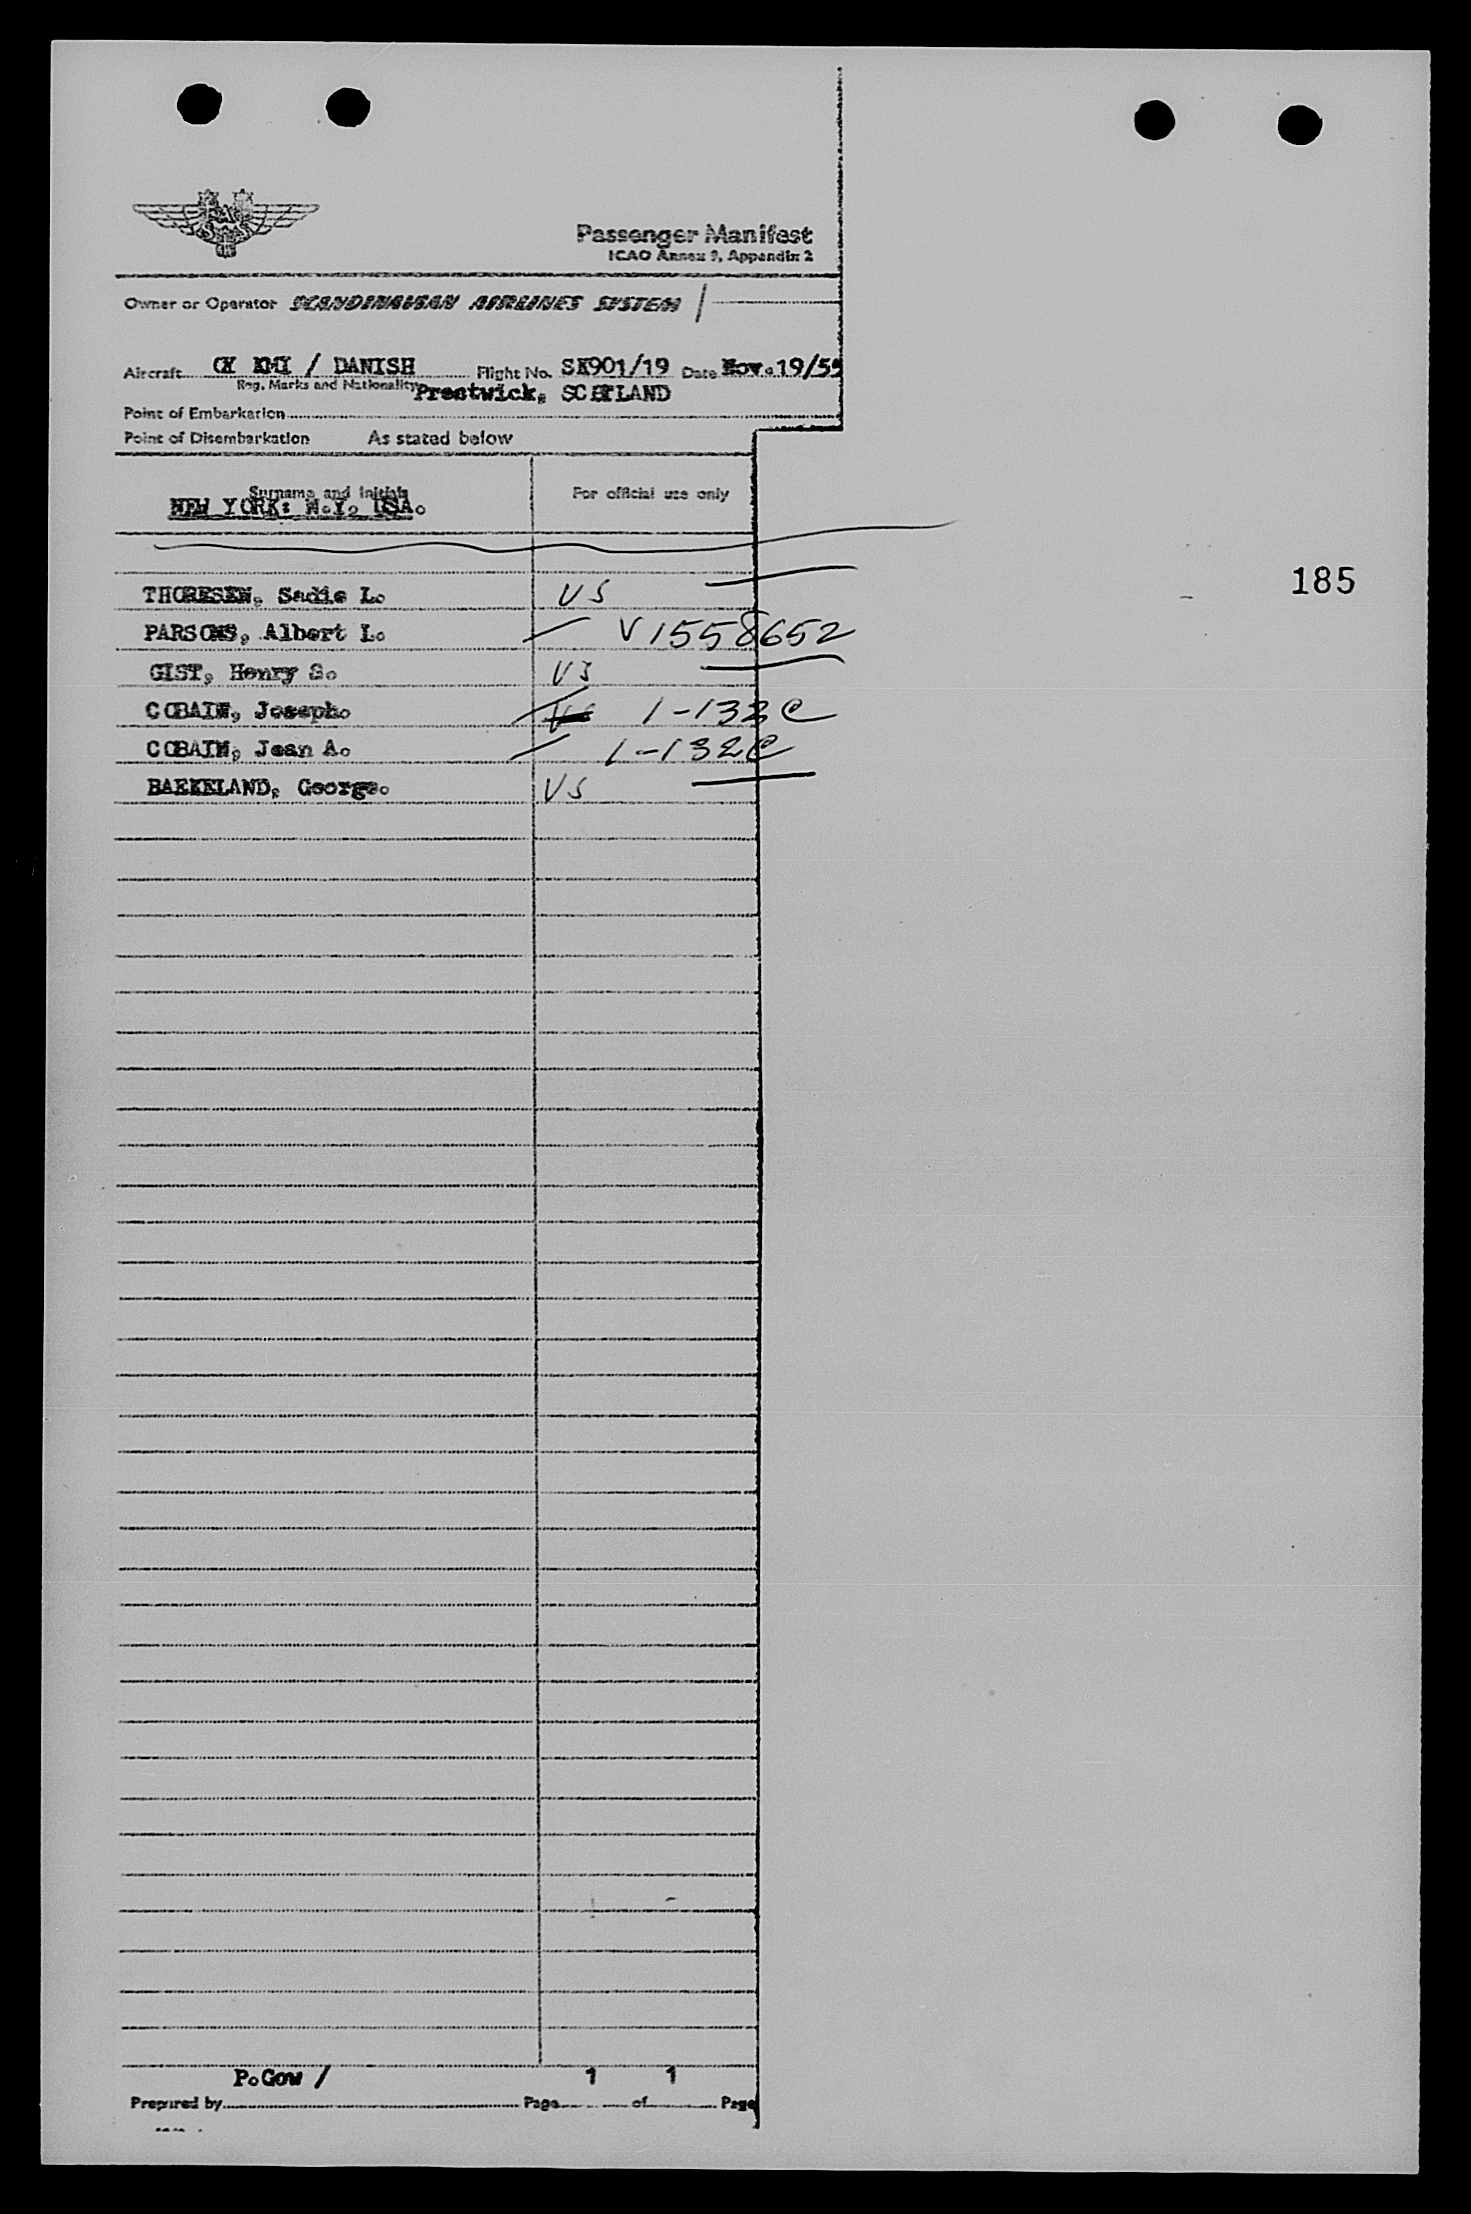 Passenger Manifest
ICAO Annex 9, Appendix 2
Owner or Operator SCANDINAVIAN AIRLINES SYSTEM /
Aircraft OY KMI / DANISH Flight No. SK901/19 Date Nov.19/55
Reg. Marks and Nationality
Prestwick, SCOTLAND
Point of Embarkation
Point of Disembarkation As stated below
Surname and initials For official use only
NEW YORK: N.Y. USA.
THORESEN, Sadie L. US
185
PARSONS, Albert L. V1558652
GIST, Henry S. US
COBAIN, Joseph. US 1-133C
COBAIN, Jean A. 1-132C
BAEKELAND, George. US
P.Gow / 1 1
Prepared by Page of Page